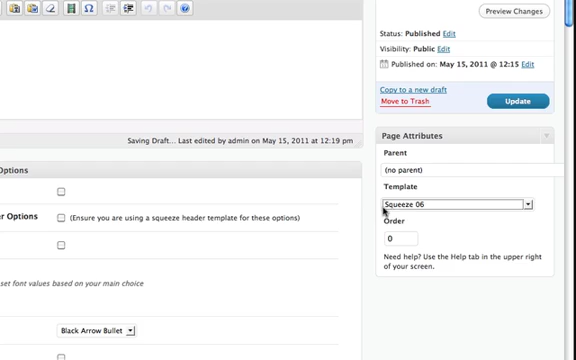 Preview Changes
Status: Published Edit
Visibility: Public Edit
Published on: May 15, 2011 @ 12:15 Edit
Copy to a new draft
Move to Trash
Update
Saving Draft... Last edited by admin on May 15, 2011 at 12:19 pm
Page Attributes
Parent
(no parent)
Template
Squeeze 06
Order
0
Need help? Use the Help tab in the upper right
of your screen.
Options
er Options (Ensure you are using a squeeze header template for these options)
set font values based on your main choice
Black Arrow Bullet